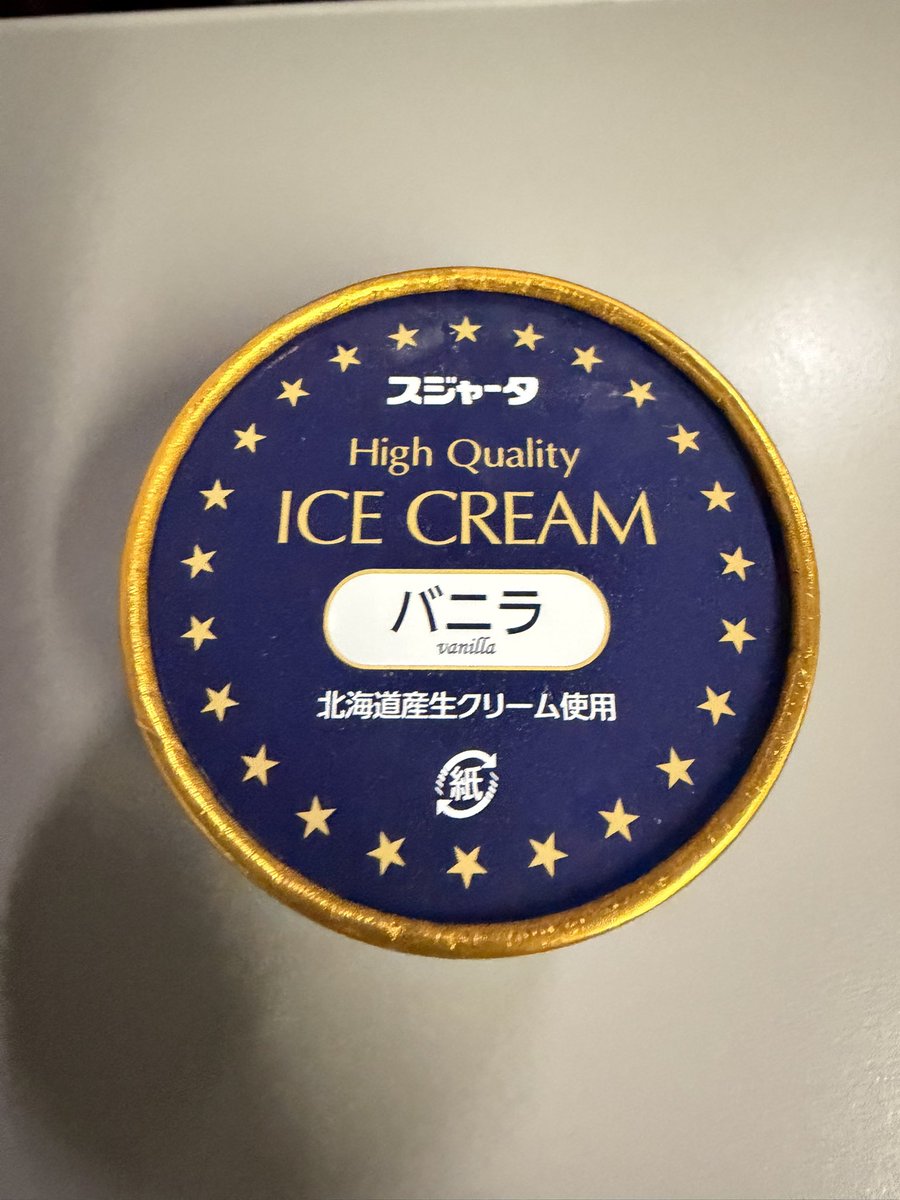 スジャータ
High Quality
ICE CREAM
バニラ
vanilla
北海道産生クリーム使用
紙